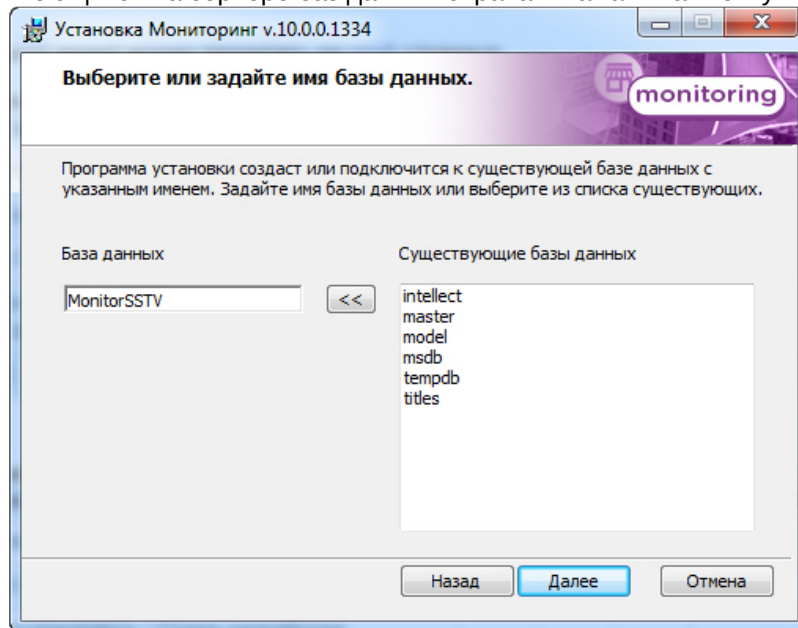 Установка Мониторинг v.10.0.0.1334
Выберите или задайте имя базы данных.
monitoring
Программа установки создаст или подключится к существующей базе данных с
указанным именем. Задайте имя базы данных или выберите из списка существующих.
База данных
Существующие базы данных
MonitorSSTV
<<
intellect
master
model
msdb
tempdb
titles
Назад
Далее
Отмена